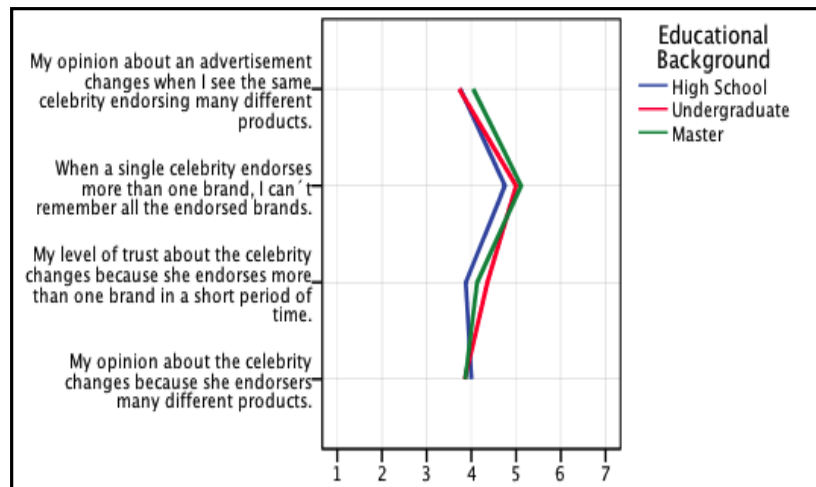 My opinion about an advertisement
changes when I see the same
celebrity endorsing many different
products.
When a single celebrity endorses
more than one brand, I can´t
remember all the endorsed brands.
My level of trust about the celebrity
changes because she endorses more
than one brand in a short period of
time.
My opinion about the celebrity
changes because she endorsers
many different products.
1 2 3 4 5 6 7
Educational
Background
High School
Undergraduate
Master